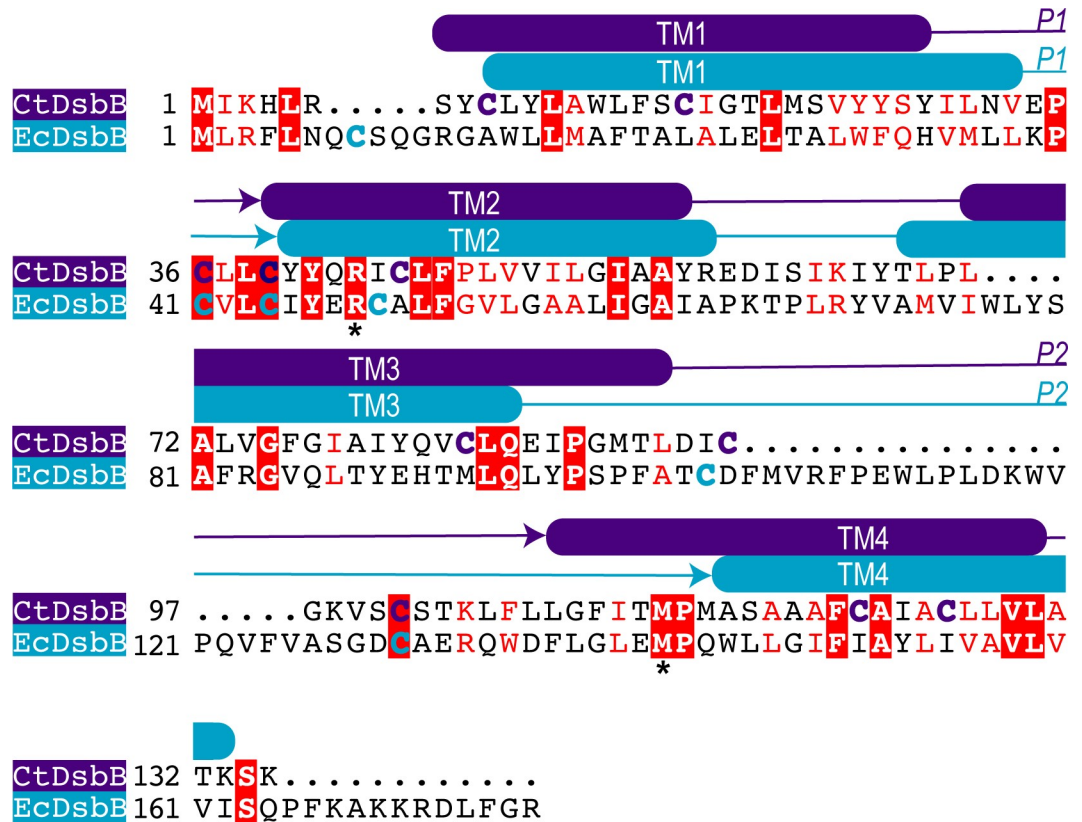 TM1 P1
TM1 P1
CtDsbB 1 MIKHLR.....SYCLYLAWLFSCIGTLMSVYYSYILNVEP
EcDsbB 1 MLRFLNQCSQGRGAWLLMAFTALALELTALWFQHVMLLKP
TM2
TM2
CtDsbB 36 CLLCYYQRICLFPLVVILGIAAYREDISIKIYTLPL....
EcDsbB 41 CVLCIYERCALFGVLGAALIGAIAPKTPLRYVAMVIWLYS
*
TM3 P2
TM3 P2
CtDsbB 72 ALVGFGIAIYQVCLQEIPGMTLDIC...............
EcDsbB 81 AFRGVQLTYEHTMLQLYPSPFATCDFMVRFPEWLPLDKWV
TM4
TM4
CtDsbB 97 .....GKVSCSTKLFLLGFITMPMASAAAFCAIACLLVLA
EcDsbB 121 PQVFVASGDCAERQWDFLGLEMPQWLLGIFIAYLIVAVLV
*
CtDsbB 132 TKSK............
EcDsbB 161 VISQPFKAKKRDLFGR